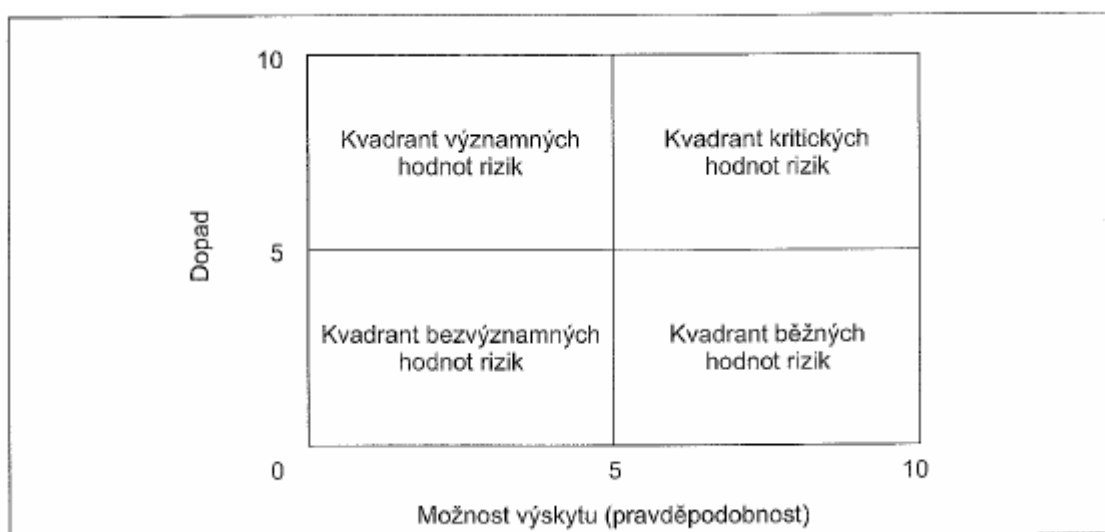 10
Kvadrant významných
hodnot rizik
Kvadrant kritických
hodnot rizik
Dopad
5
Kvadrant bezvýznamných
hodnot rizik
Kvadrant běžných
hodnot rizik
0
5
10
Možnost výskytu (pravděpodobnost)